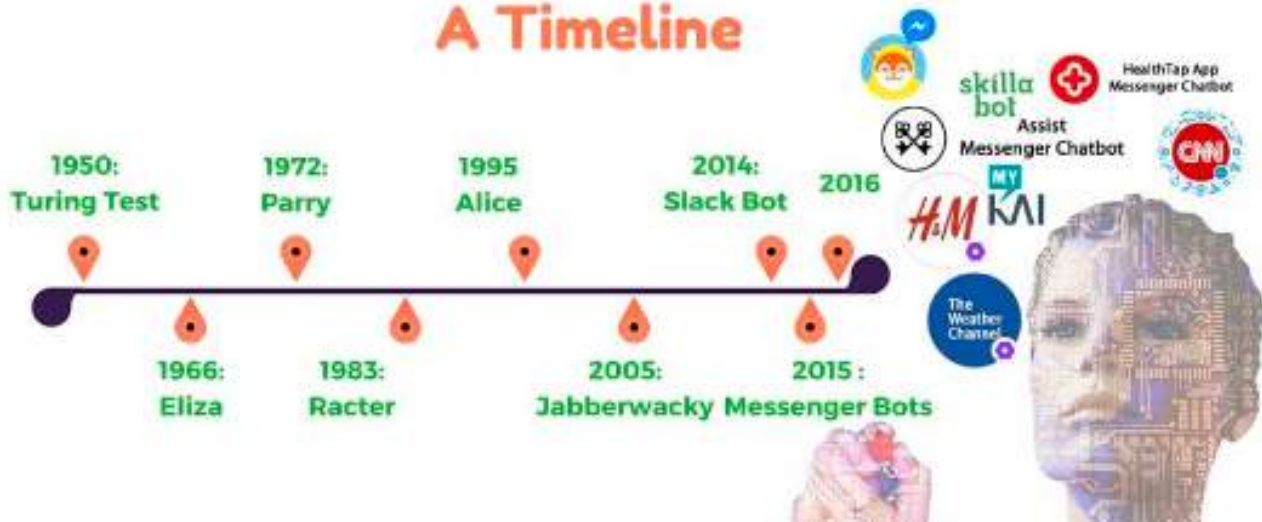 A Timeline
1950:
Turing Test
1972:
Parry
1995
Alice
2014:
Slack Bot
2016
1966:
Eliza
1983:
Racter
2005:
Jabberwacky
2015 :
Messenger Bots
skilla
bot
HealthTap App
Messenger Chatbot
Assist
Messenger Chatbot
CNN
MY
KAI
H&M
The
Weather
Channel